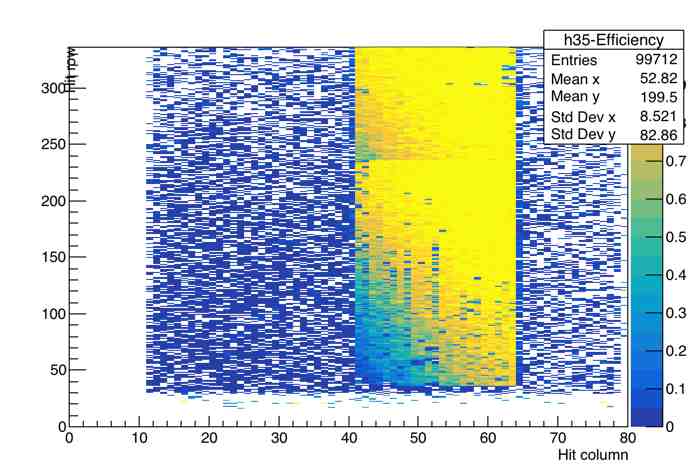 h35-Efficiency
Entries 99712
Mean x 52.82
Mean y 199.5
Std Dev x 8.521
Std Dev y 82.86
Hit row
300
250
200
150
100
50
0
0 10 20 30 40 50 60 70 80
Hit column
0.7
0.6
0.5
0.4
0.3
0.2
0.1
0